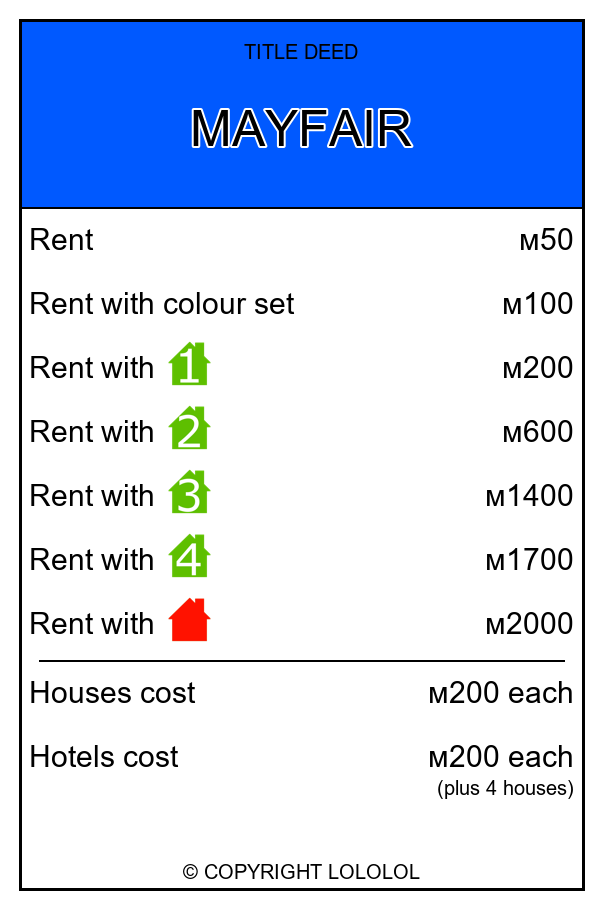 TITLE DEED
MAYFAIR
Rent м50
Rent with colour set м100
Rent with 1 м200
Rent with 2 м600
Rent with 3 м1400
Rent with 4 м1700
Rent with м2000
Houses cost м200 each
Hotels cost м200 each
(plus 4 houses)
© COPYRIGHT LOLOLOL